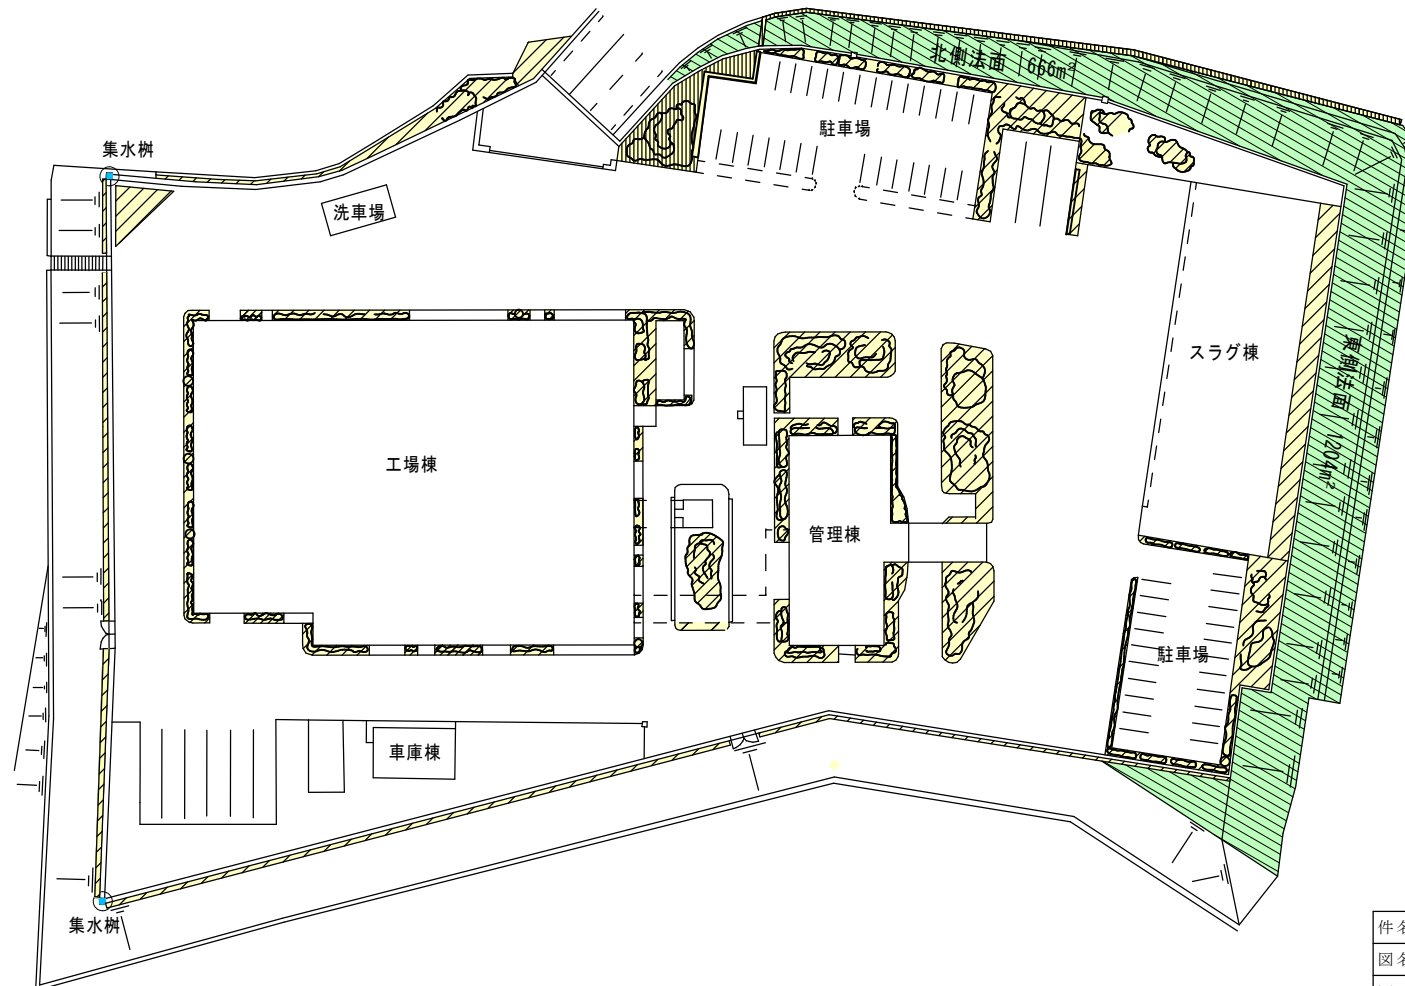 北側法面 666m²
駐車場
集水桝
洗車場
スラグ棟
東側法面 1204m²
工場棟
管理棟
駐車場
車庫棟
集水桝
件名
図名